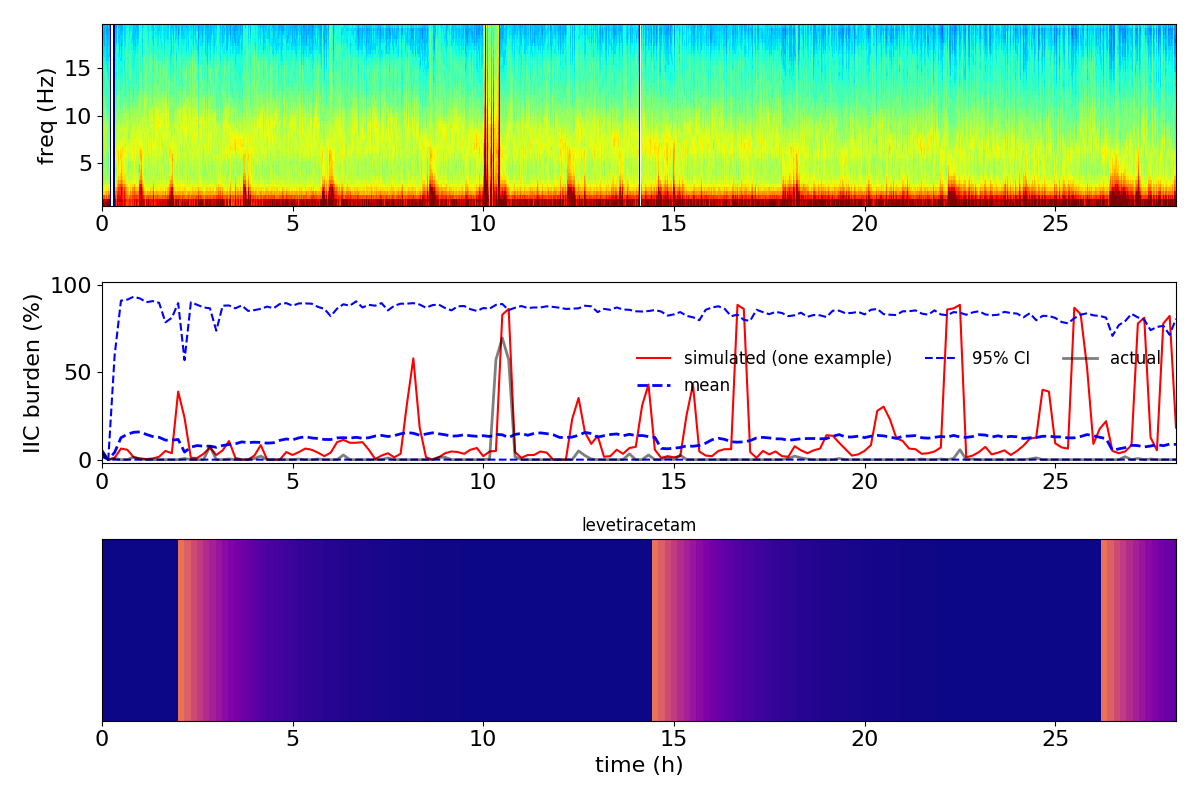 freq (Hz)
15
10
5
0 5 10 15 20 25
IIC burden (%)
100
50
0
simulated (one example) 95% CI actual
mean
0 5 10 15 20 25
levetiracetam
0 5 10 15 20 25
time (h)